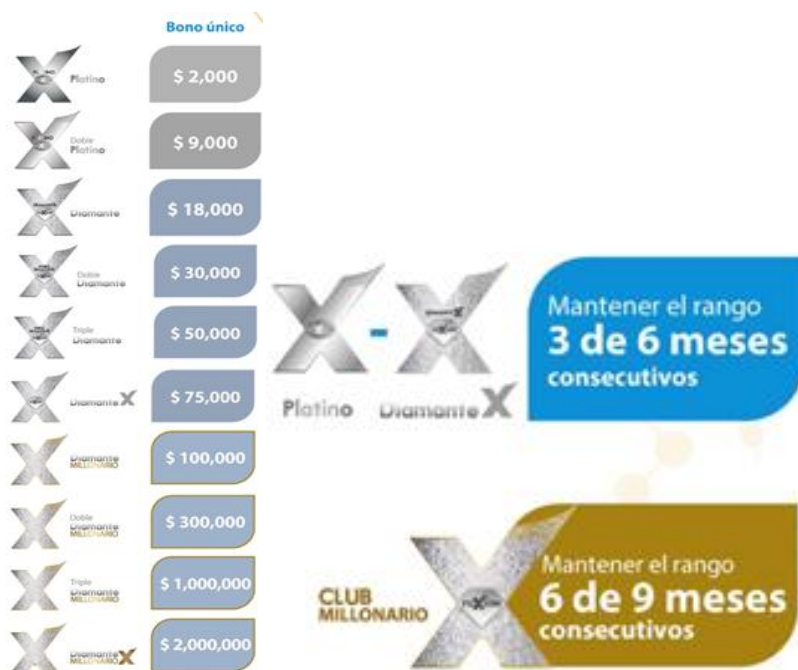 Bono único
Platino
$ 2,000
Doble
Platino
$ 9,000
Diamante
$ 18,000
Doble
Diamante
$ 30,000
Triple
Diamante
$ 50,000
Diamante X
$ 75,000
Diamante
MILLONARIO
$ 100,000
Doble
Diamante
MILLONARIO
$ 300,000
Triple
Diamante
MILLONARIO
$ 1,000,000
Diamante
MILLONARIO X
$ 2,000,000
Platino - Diamante X
Mantener el rango
3 de 6 meses
consecutivos
CLUB
MILLONARIO
Mantener el rango
6 de 9 meses
consecutivos